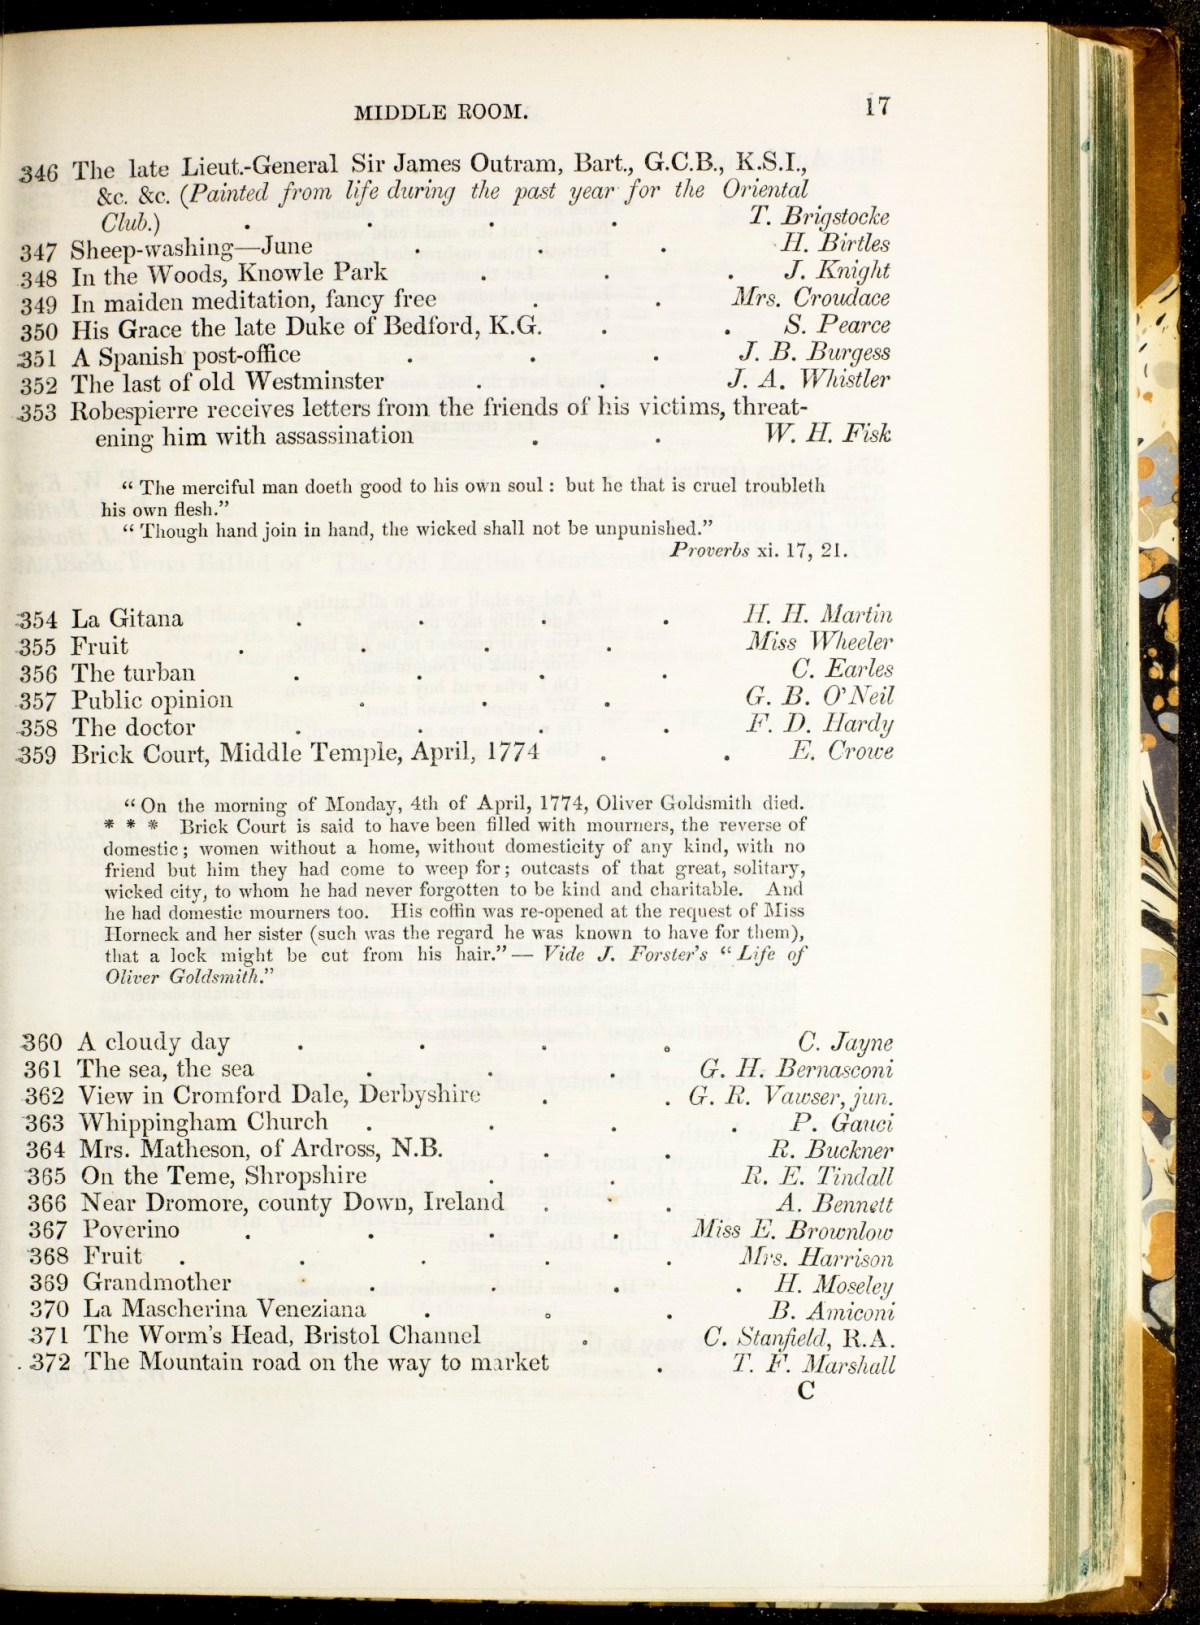 MIDDLE ROOM. 17
346 The late Lieut.-General Sir James Outram, Bart., G.C.B., K.S.I.,
&c. &c. (Painted from life during the past year for the Oriental
Club.) . . . . T. Brigstocke
347 Sheep-washing—June . . . H. Birtles
348 In the Woods, Knowle Park . . . J. Knight
349 In maiden meditation, fancy free . . Mrs. Croudace
350 His Grace the late Duke of Bedford, K.G. . . S. Pearce
351 A Spanish post-office . . . J. B. Burgess
352 The last of old Westminster . . J. A. Whistler
353 Robespierre receives letters from the friends of his victims, threat-
ening him with assassination . . W. H. Fisk
“The merciful man doeth good to his own soul: but he that is cruel troubleth
his own flesh.”
“Though hand join in hand, the wicked shall not be unpunished.”
Proverbs xi. 17, 21.
354 La Gitana . . . . H. H. Martin
355 Fruit . . . . Miss Wheeler
356 The turban . . . . C. Earles
357 Public opinion . . . G. B. O'Neil
358 The doctor . . . . F. D. Hardy
359 Brick Court, Middle Temple, April, 1774 . . E. Crowe
“On the morning of Monday, 4th of April, 1774, Oliver Goldsmith died.
* * * Brick Court is said to have been filled with mourners, the reverse of
domestic; women without a home, without domesticity of any kind, with no
friend but him they had come to weep for; outcasts of that great, solitary,
wicked city, to whom he had never forgotten to be kind and charitable. And
he had domestic mourners too. His coffin was re-opened at the request of Miss
Horneck and her sister (such was the regard he was known to have for them),
that a lock might be cut from his hair.”— Vide J. Forster's “Life of
Oliver Goldsmith.”
360 A cloudy day . . . . C. Jayne
361 The sea, the sea . . . G. H. Bernasconi
362 View in Cromford Dale, Derbyshire . . G. R. Vawser, jun.
363 Whippingham Church . . . . P. Gauci
364 Mrs. Matheson, of Ardross, N.B. . . R. Buckner
365 On the Teme, Shropshire . . R. E. Tindall
366 Near Dromore, county Down, Ireland . . . A. Bennett
367 Poverino . . . . Miss E. Brownlow
368 Fruit . . . . . Mrs. Harrison
369 Grandmother . . . . . H. Moseley
370 La Mascherina Veneziana . . . B. Amiconi
371 The Worm's Head, Bristol Channel . C. Stanfield, R.A.
372 The Mountain road on the way to market . T. F. Marshall
C